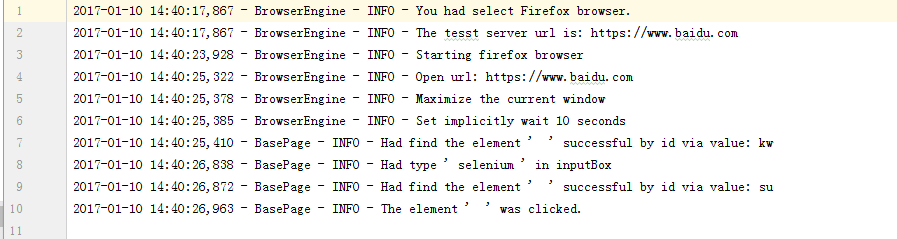 1 2017-01-10 14:40:17,867 - BrowserEngine - INFO - You had select Firefox browser.
2 2017-01-10 14:40:17,867 - BrowserEngine - INFO - The tesst server url is: https://www.baidu.com
3 2017-01-10 14:40:23,928 - BrowserEngine - INFO - Starting firefox browser
4 2017-01-10 14:40:25,322 - BrowserEngine - INFO - Open url: https://www.baidu.com
5 2017-01-10 14:40:25,378 - BrowserEngine - INFO - Maximize the current window
6 2017-01-10 14:40:25,385 - BrowserEngine - INFO - Set implicitly wait 10 seconds
7 2017-01-10 14:40:25,410 - BasePage - INFO - Had find the element ' ' successful by id via value: kw
8 2017-01-10 14:40:26,838 - BasePage - INFO - Had type ' selenium ' in inputBox
9 2017-01-10 14:40:26,872 - BasePage - INFO - Had find the element ' ' successful by id via value: su
10 2017-01-10 14:40:26,963 - BasePage - INFO - The element ' ' was clicked.
11